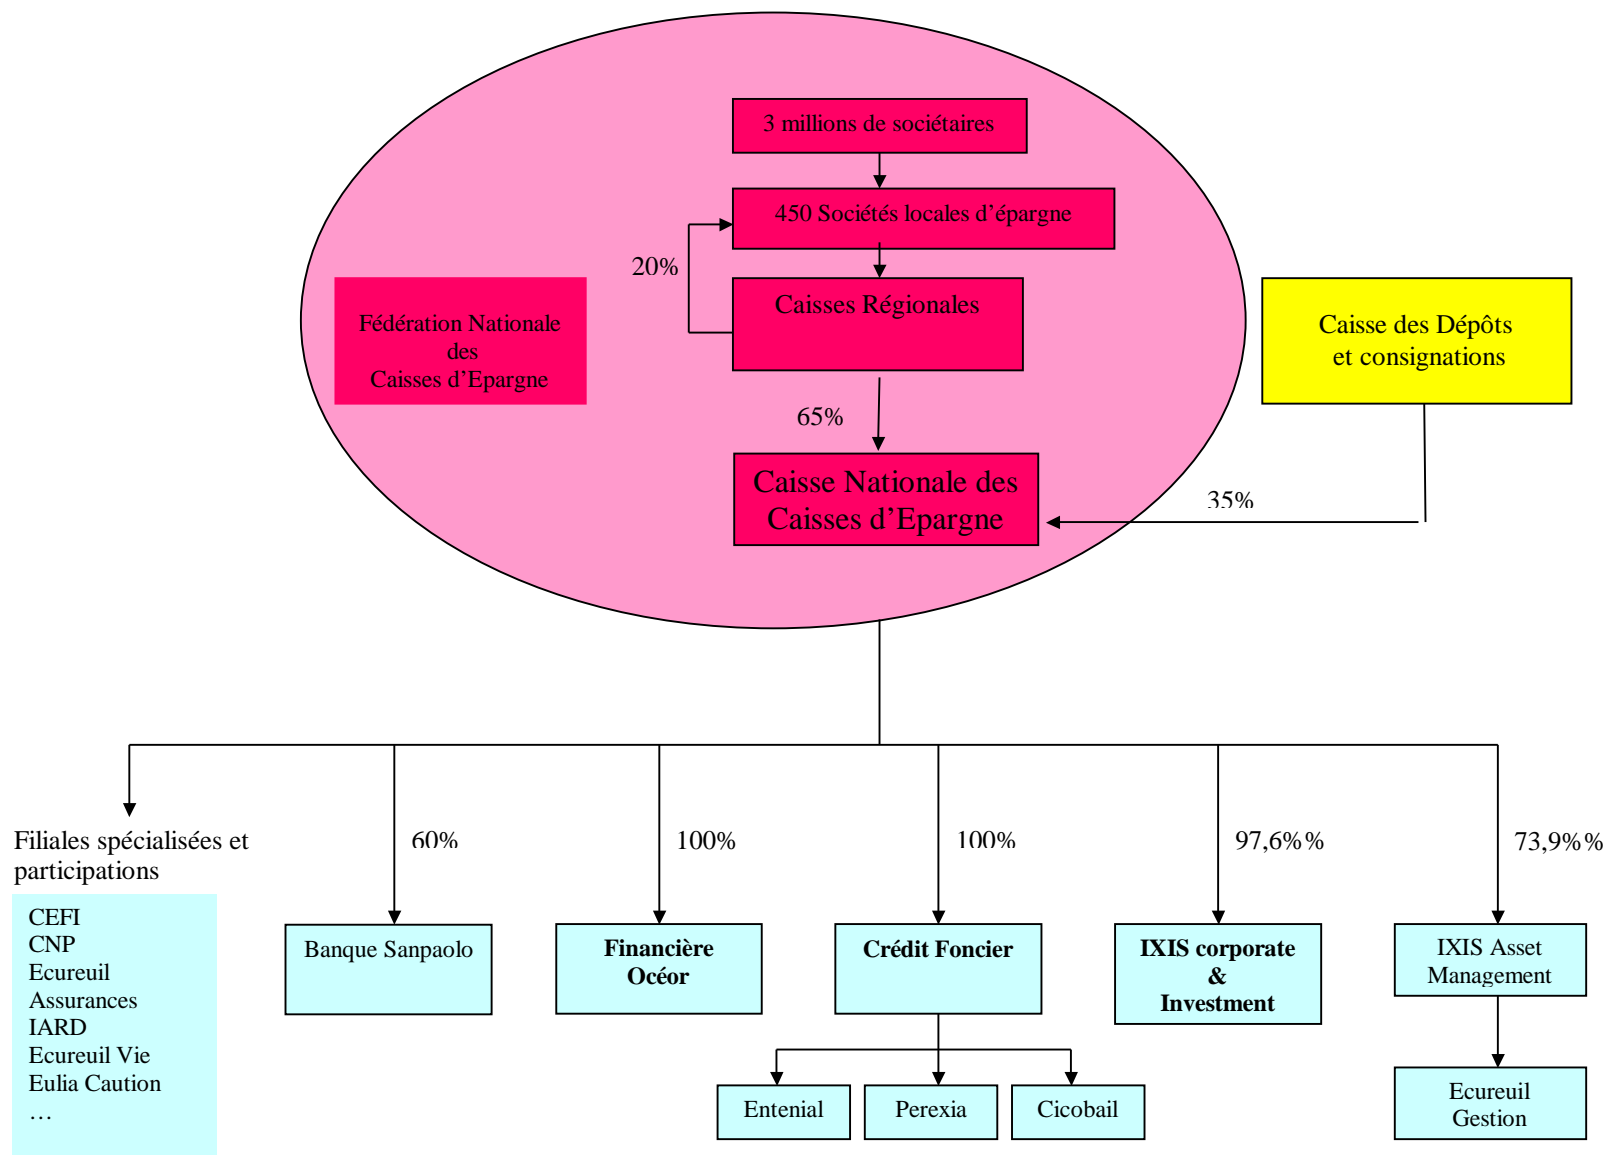 3 millions de sociétaires
450 Sociétés locales d’épargne
20%
Caisses Régionales
Fédération Nationale
des
Caisses d’Epargne
Caisse des Dépôts
et consignations
65%
Caisse Nationale des
Caisses d’Epargne
35%
Filiales spécialisées et
participations
60%
100%
100%
97,6%%
73,9%%
CEFI
CNP
Ecureuil
Assurances
IARD
Ecureuil Vie
Eulia Caution
…
Banque Sanpaolo
Financière
Océor
Crédit Foncier
IXIS corporate
&
Investment
IXIS Asset
Management
Entenial
Perexia
Cicobail
Ecureuil
Gestion